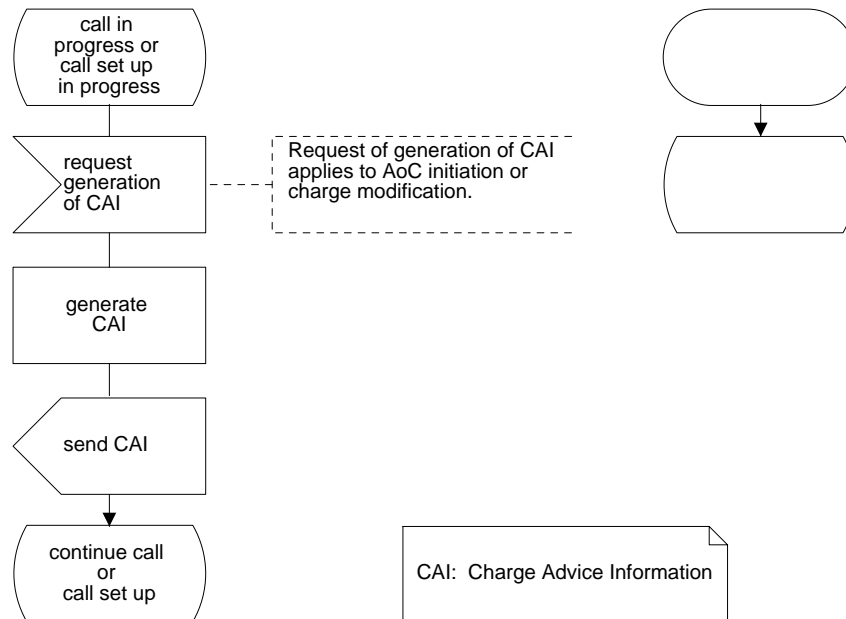 call in
progress or
call set up
in progress
request
generation
of CAI
Request of generation of CAI
applies to AoC initiation or
charge modification.
generate
CAI
send CAI
continue call
or
call set up
CAI:  Charge Advice Information